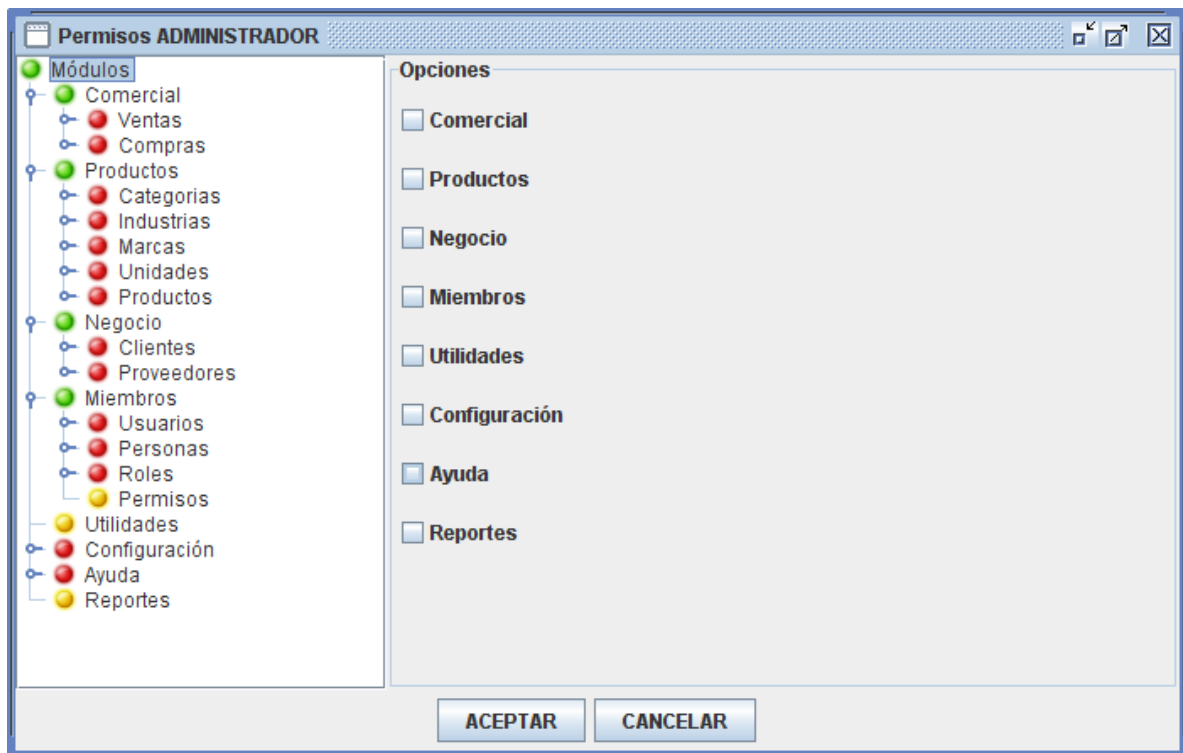 Permisos ADMINISTRADOR
Módulos
Comercial
Ventas
Compras
Productos
Categorias
Industrias
Marcas
Unidades
Productos
Negocio
Clientes
Proveedores
Miembros
Usuarios
Personas
Roles
Permisos
Utilidades
Configuración
Ayuda
Reportes
Opciones
Comercial
Productos
Negocio
Miembros
Utilidades
Configuración
Ayuda
Reportes
ACEPTAR CANCELAR